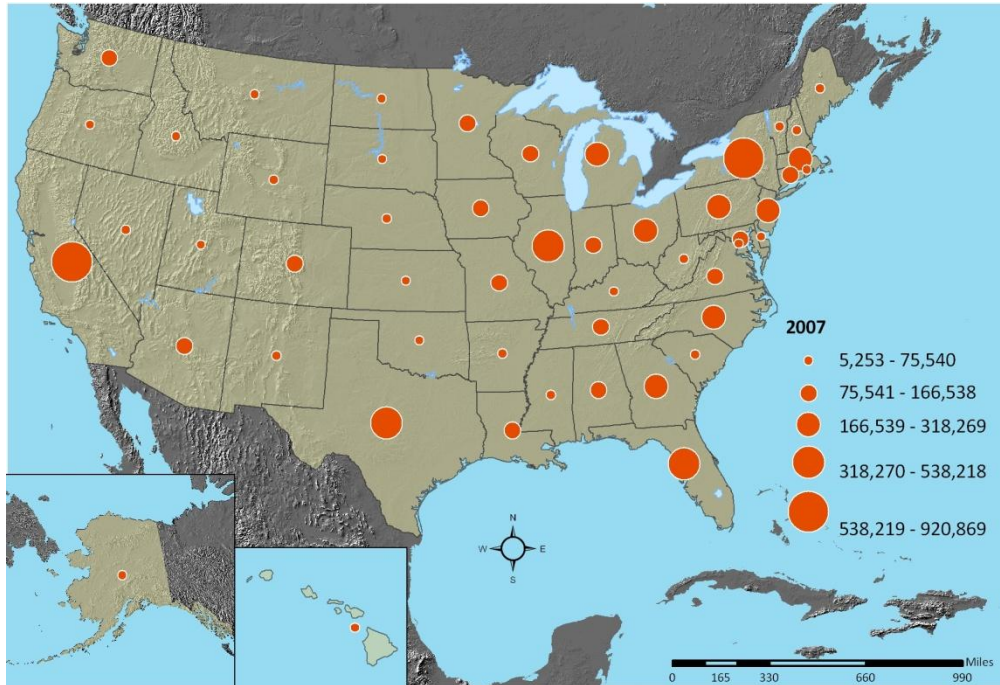 2007
5,253 - 75,540
75,541 - 166,538
166,539 - 318,269
318,270 - 538,218
538,219 - 920,869
N
W E
S
Miles
0 165 330 660 990